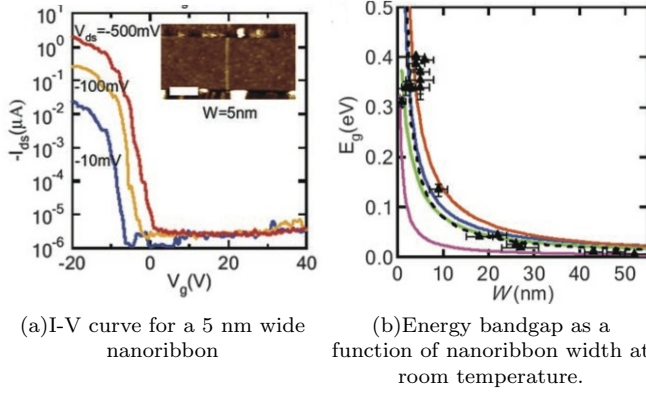 10¹
10⁰
10⁻¹
10⁻²
10⁻³
10⁻⁴
10⁻⁵
10⁻⁶
-I_ds(μA)
V_ds=-500mV
-100mV
-10mV
W=5nm
-20 0 20 40
V_g(V)
0.5
0.4
0.3
0.2
0.1
0.0
E_g(eV)
0 10 20 30 40 50
W(nm)
(a)I-V curve for a 5 nm wide
nanoribbon
(b)Energy bandgap as a
function of nanoribbon width at
room temperature.